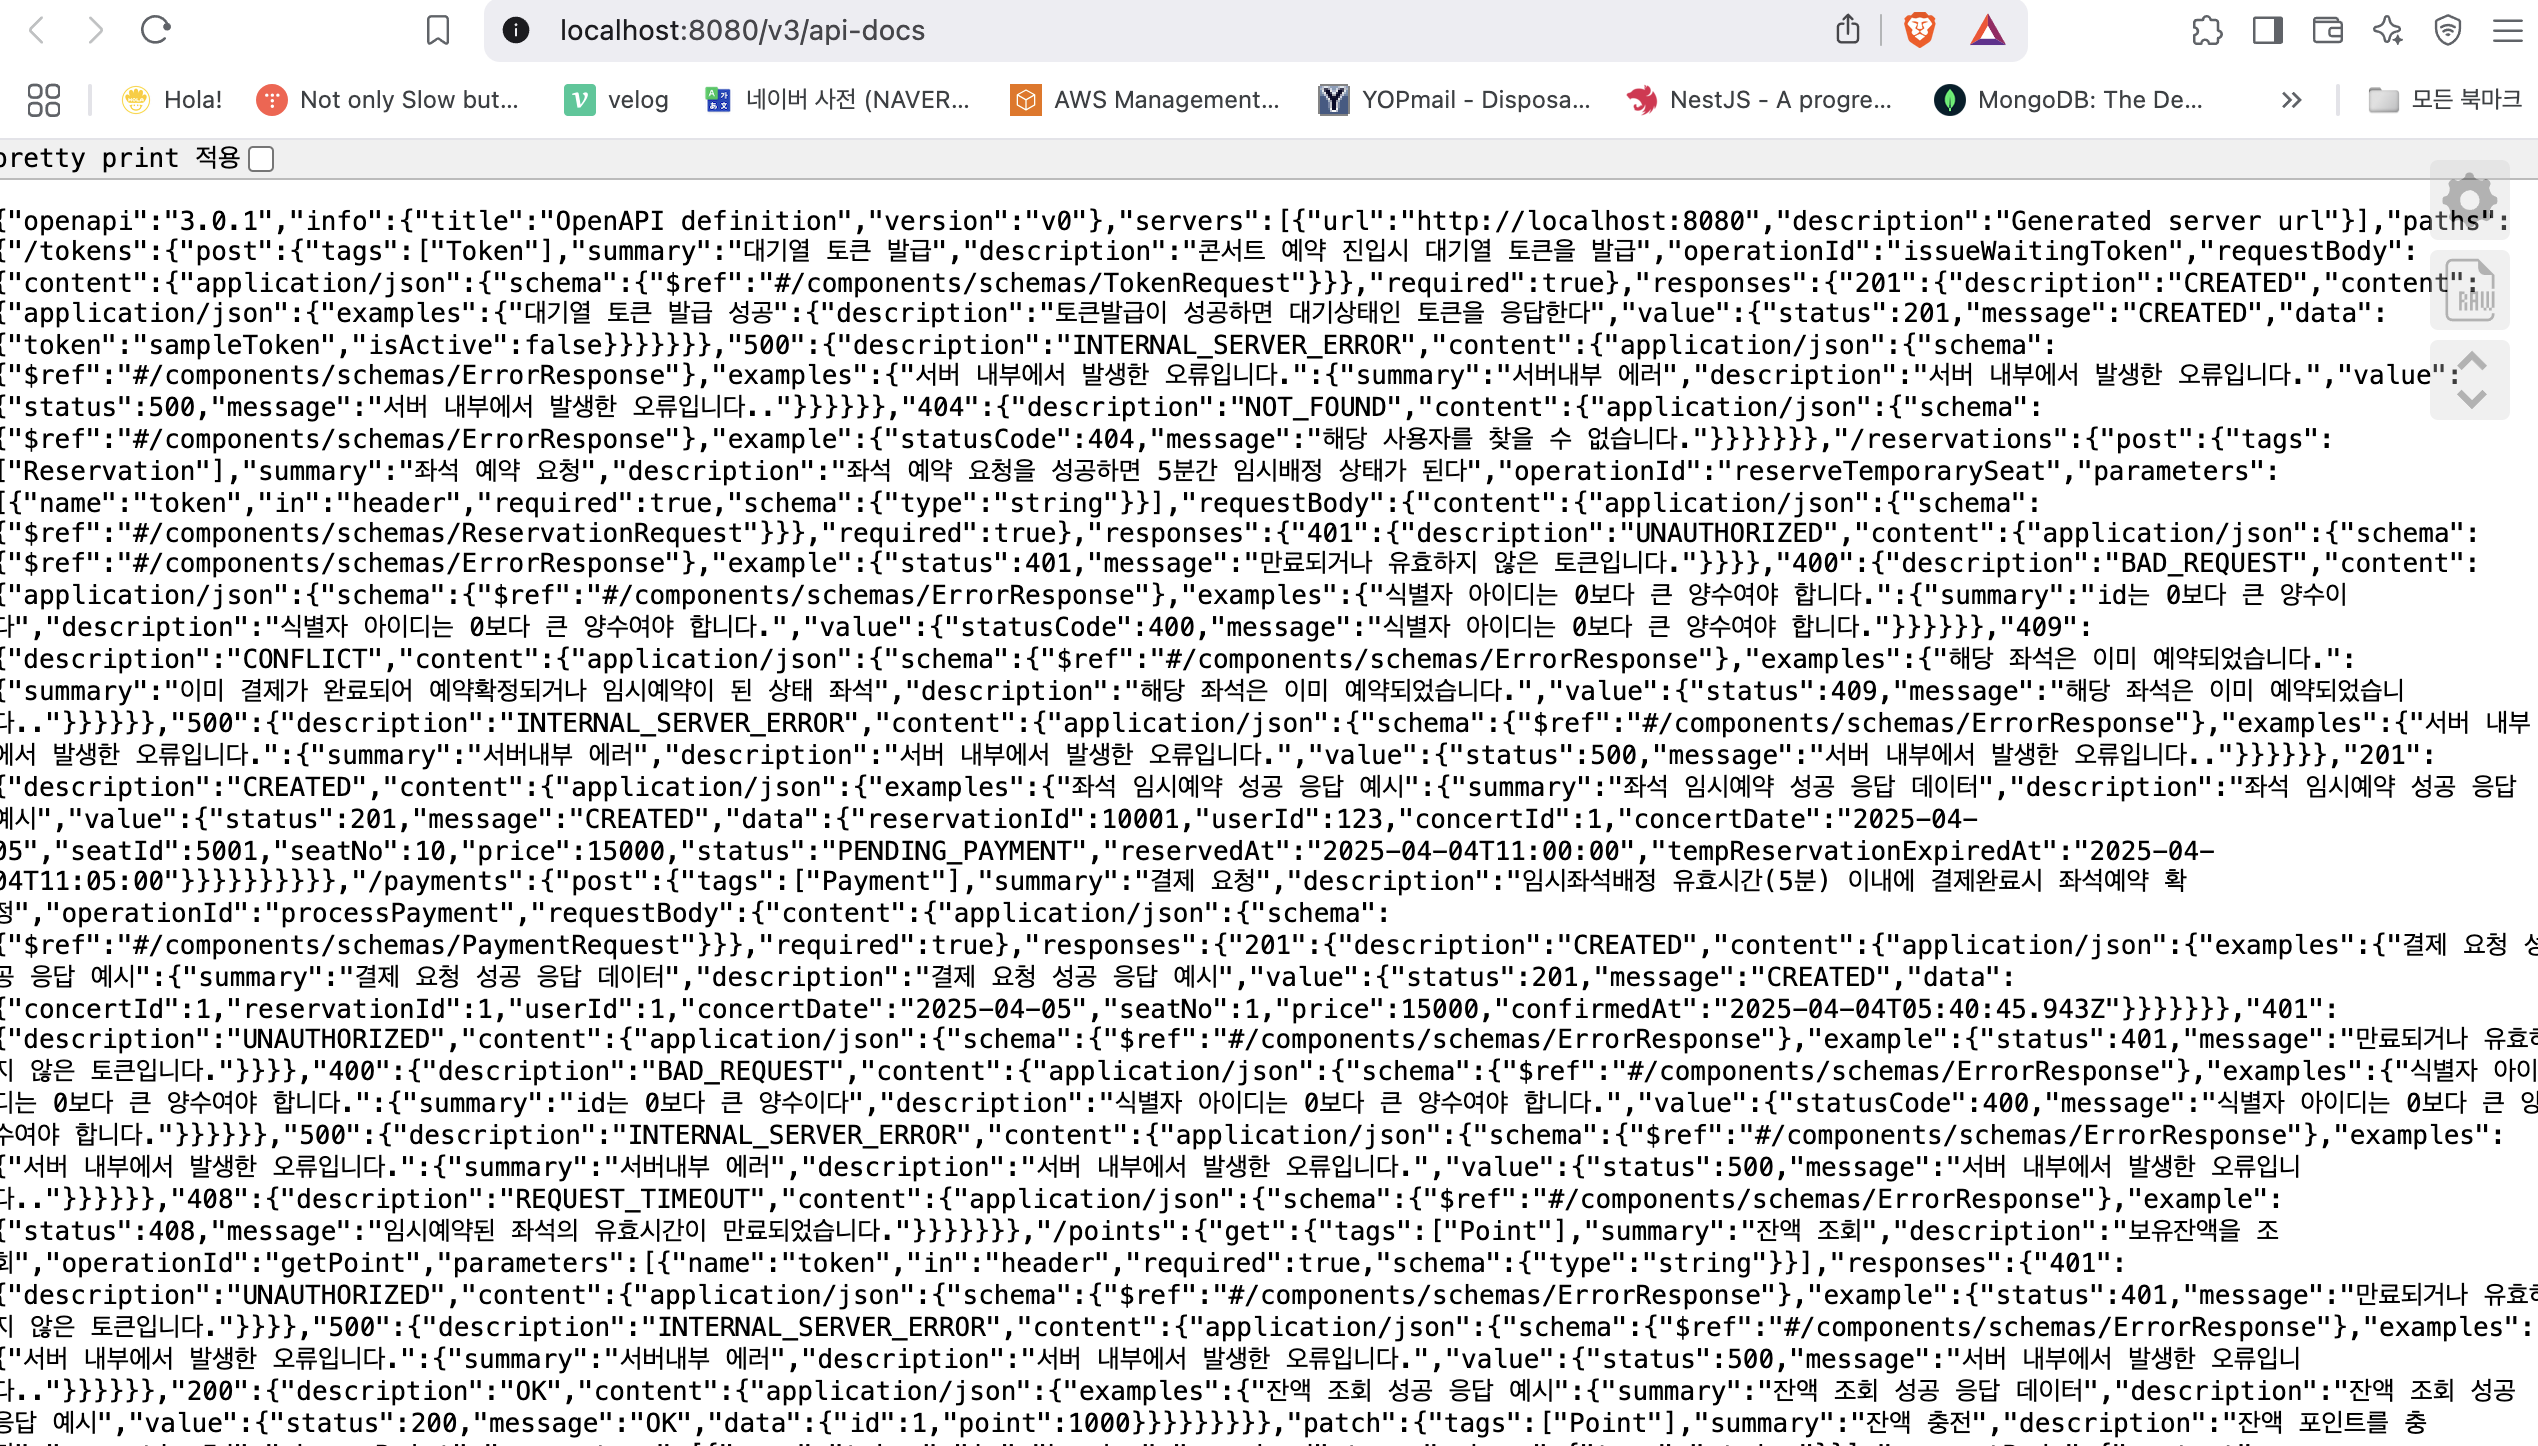 localhost:8080/v3/api-docs
Hola!
Not only Slow but...
velog
네이버 사전 (NAVER...
AWS Management...
YOPmail - Disposa...
NestJS - A progre...
MongoDB: The De...
모든 북마크
pretty print 적용
{"openapi":"3.0.1","info":{"title":"OpenAPI definition","version":"v0"},"servers":[{"url":"http://localhost:8080","description":"Generated server url"}],"paths":
{"/tokens":{"post":{"tags":["Token"],"summary":"대기열 토큰 발급","description":"콘서트 예약 진입시 대기열 토큰을 발급","operationId":"issueWaitingToken","requestBody":
{"content":{"application/json":{"schema":{"$ref":"#/components/schemas/TokenRequest"}}},"required":true},"responses":{"201":{"description":"CREATED","content":
RAW
{"application/json":{"examples":{"대기열 토큰 발급 성공":{"description":"토큰발급이 성공하면 대기상태인 토큰을 응답한다","value":{"status":201,"message":"CREATED","data":
{"token":"sampleToken","isActive":false}}}}}}},"500":{"description":"INTERNAL_SERVER_ERROR","content":{"application/json":{"schema":
{"$ref":"#/components/schemas/ErrorResponse"},"examples":{"서버 내부에서 발생한 오류입니다.":{"summary":"서버내부 에러","description":"서버 내부에서 발생한 오류입니다.","value":
{"status":500,"message":"서버 내부에서 발생한 오류입니다.."}}}}}},"404":{"description":"NOT_FOUND","content":{"application/json":{"schema":
{"$ref":"#/components/schemas/ErrorResponse"},"example":{"statusCode":404,"message":"해당 사용자를 찾을 수 없습니다."}}}}}}},"/reservations":{"post":{"tags":
["Reservation"],"summary":"좌석 예약 요청","description":"좌석 예약 요청을 성공하면 5분간 임시배정 상태가 된다","operationId":"reserveTemporarySeat","parameters":
[{"name":"token","in":"header","required":true,"schema":{"type":"string"}}],"requestBody":{"content":{"application/json":{"schema":
{"$ref":"#/components/schemas/ReservationRequest"}}},"required":true},"responses":{"401":{"description":"UNAUTHORIZED","content":{"application/json":{"schema":
{"$ref":"#/components/schemas/ErrorResponse"},"example":{"status":401,"message":"만료되거나 유효하지 않은 토큰입니다."}}}},"400":{"description":"BAD_REQUEST","content":
{"application/json":{"schema":{"$ref":"#/components/schemas/ErrorResponse"},"examples":{"식별자 아이디는 0보다 큰 양수여야 합니다.":{"summary":"id는 0보다 큰 양수이
다","description":"식별자 아이디는 0보다 큰 양수여야 합니다.","value":{"statusCode":400,"message":"식별자 아이디는 0보다 큰 양수여야 합니다."}}}}}},"409":
{"description":"CONFLICT","content":{"application/json":{"schema":{"$ref":"#/components/schemas/ErrorResponse"},"examples":{"해당 좌석은 이미 예약되었습니다.":
{"summary":"이미 결제가 완료되어 예약확정되거나 임시예약이 된 상태 좌석","description":"해당 좌석은 이미 예약되었습니다.","value":{"status":409,"message":"해당 좌석은 이미 예약되었습니
다.."}}}}}},"500":{"description":"INTERNAL_SERVER_ERROR","content":{"application/json":{"schema":{"$ref":"#/components/schemas/ErrorResponse"},"examples":{"서버 내부
에서 발생한 오류입니다.":{"summary":"서버내부 에러","description":"서버 내부에서 발생한 오류입니다.","value":{"status":500,"message":"서버 내부에서 발생한 오류입니다.."}}}}}},"201":
{"description":"CREATED","content":{"application/json":{"examples":{"좌석 임시예약 성공 응답 예시":{"summary":"좌석 임시예약 성공 응답 데이터","description":"좌석 임시예약 성공 응답
예시","value":{"status":201,"message":"CREATED","data":{"reservationId":10001,"userId":123,"concertId":1,"concertDate":"2025-04-
05","seatId":5001,"seatNo":10,"price":15000,"status":"PENDING_PAYMENT","reservedAt":"2025-04-04T11:00:00","tempReservationExpiredAt":"2025-04-
04T11:05:00"}}}}}}}}}},"/payments":{"post":{"tags":["Payment"],"summary":"결제 요청","description":"임시좌석배정 유효시간(5분) 이내에 결제완료시 좌석예약 확
정","operationId":"processPayment","requestBody":{"content":{"application/json":{"schema":
{"$ref":"#/components/schemas/PaymentRequest"}}},"required":true},"responses":{"201":{"description":"CREATED","content":{"application/json":{"examples":{"결제 요청 성
공 응답 예시":{"summary":"결제 요청 성공 응답 데이터","description":"결제 요청 성공 응답 예시","value":{"status":201,"message":"CREATED","data":
{"concertId":1,"reservationId":1,"userId":1,"concertDate":"2025-04-05","seatNo":1,"price":15000,"confirmedAt":"2025-04-04T05:40:45.943Z"}}}}}}},"401":
{"description":"UNAUTHORIZED","content":{"application/json":{"schema":{"$ref":"#/components/schemas/ErrorResponse"},"example":{"status":401,"message":"만료되거나 유효하
지 않은 토큰입니다."}}}},"400":{"description":"BAD_REQUEST","content":{"application/json":{"schema":{"$ref":"#/components/schemas/ErrorResponse"},"examples":{"식별자 아이
디는 0보다 큰 양수여야 합니다.":{"summary":"id는 0보다 큰 양수이다","description":"식별자 아이디는 0보다 큰 양수여야 합니다.","value":{"statusCode":400,"message":"식별자 아이디는 0보다 큰 양
수여야 합니다."}}}}}},"500":{"description":"INTERNAL_SERVER_ERROR","content":{"application/json":{"schema":{"$ref":"#/components/schemas/ErrorResponse"},"examples":
{"서버 내부에서 발생한 오류입니다.":{"summary":"서버내부 에러","description":"서버 내부에서 발생한 오류입니다.","value":{"status":500,"message":"서버 내부에서 발생한 오류입니
다.."}}}}}},"408":{"description":"REQUEST_TIMEOUT","content":{"application/json":{"schema":{"$ref":"#/components/schemas/ErrorResponse"},"example":
{"status":408,"message":"임시예약된 좌석의 유효시간이 만료되었습니다."}}}}}}},"/points":{"get":{"tags":["Point"],"summary":"잔액 조회","description":"보유잔액을 조
회","operationId":"getPoint","parameters":[{"name":"token","in":"header","required":true,"schema":{"type":"string"}}],"responses":{"401":
{"description":"UNAUTHORIZED","content":{"application/json":{"schema":{"$ref":"#/components/schemas/ErrorResponse"},"example":{"status":401,"message":"만료되거나 유효하
지 않은 토큰입니다."}}}},"500":{"description":"INTERNAL_SERVER_ERROR","content":{"application/json":{"schema":{"$ref":"#/components/schemas/ErrorResponse"},"examples":
{"서버 내부에서 발생한 오류입니다.":{"summary":"서버내부 에러","description":"서버 내부에서 발생한 오류입니다.","value":{"status":500,"message":"서버 내부에서 발생한 오류입니
다.."}}}}}},"200":{"description":"OK","content":{"application/json":{"examples":{"잔액 조회 성공 응답 예시":{"summary":"잔액 조회 성공 응답 데이터","description":"잔액 조회 성공
응답 예시","value":{"status":200,"message":"OK","data":{"id":1,"point":1000}}}}}}}}},"patch":{"tags":["Point"],"summary":"잔액 충전","description":"잔액 포인트를 충